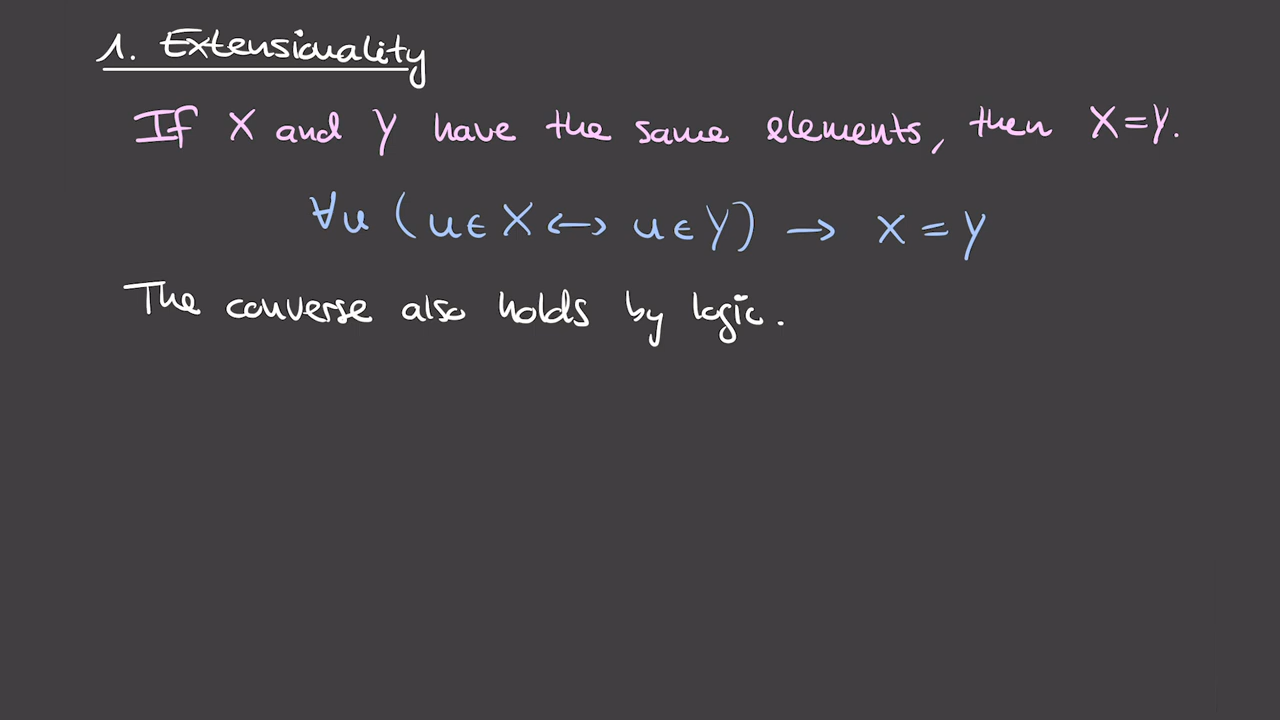 1. Extensionality
If X and Y have the same elements, then X=Y.
∀u (u∈X ↔ u∈Y) → X = Y
The converse also holds by logic.